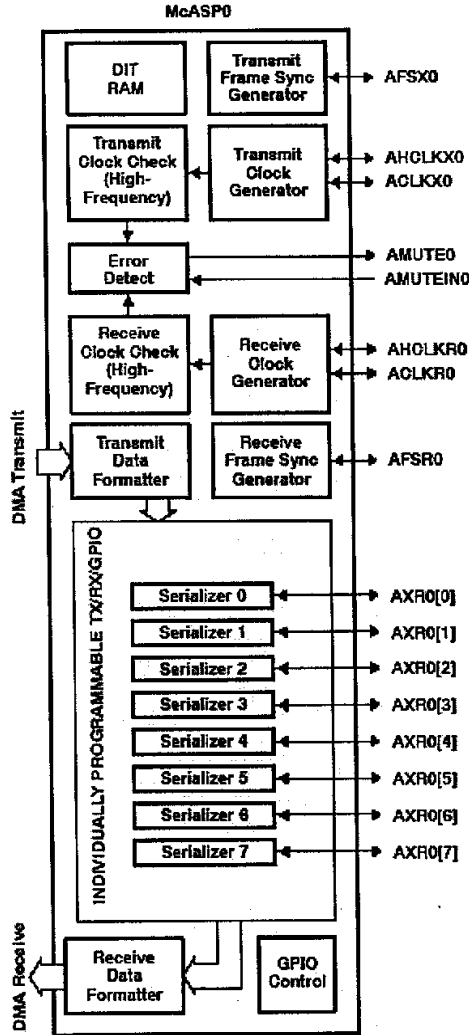 McASP0
DIT
RAM
Transmit
Frame Sync
Generator
AFSX0
Transmit
Clock Check
(High-
Frequency)
Transmit
Clock
Generator
AHCLKX0
ACLKX0
Error
Detect
AMUTE0
AMUTEIN0
Receive
Clock Check
(High-
Frequency)
Receive
Clock
Generator
AHCLKR0
ACLKR0
DMA Transmit
Transmit
Data
Formatter
Receive
Frame Sync
Generator
AFSR0
INDIVIDUALLY PROGRAMMABLE TX/RX/GPIO
Serializer 0
AXR0[0]
Serializer 1
AXR0[1]
Serializer 2
AXR0[2]
Serializer 3
AXR0[3]
Serializer 4
AXR0[4]
Serializer 5
AXR0[5]
Serializer 6
AXR0[6]
Serializer 7
AXR0[7]
DMA Receive
Receive
Data
Formatter
GPIO
Control